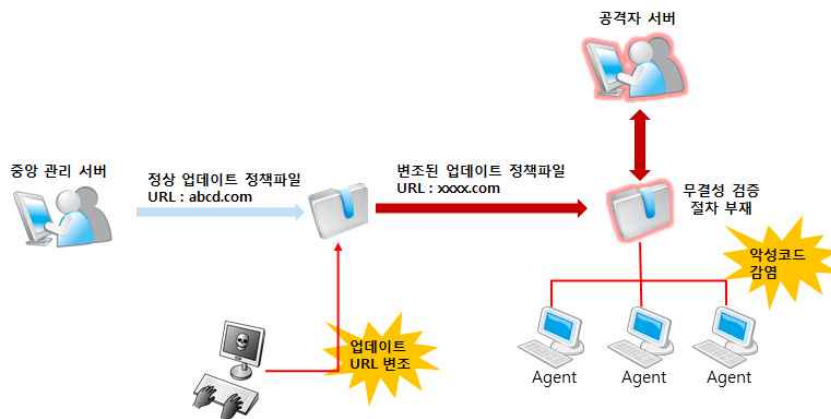 공격자 서버
중앙 관리 서버
정상 업데이트 정책파일
URL : abcd.com
변조된 업데이트 정책파일
URL : xxxx.com
무결성 검증
절차 부재
악성코드
감염
업데이트
URL 변조
Agent
Agent
Agent